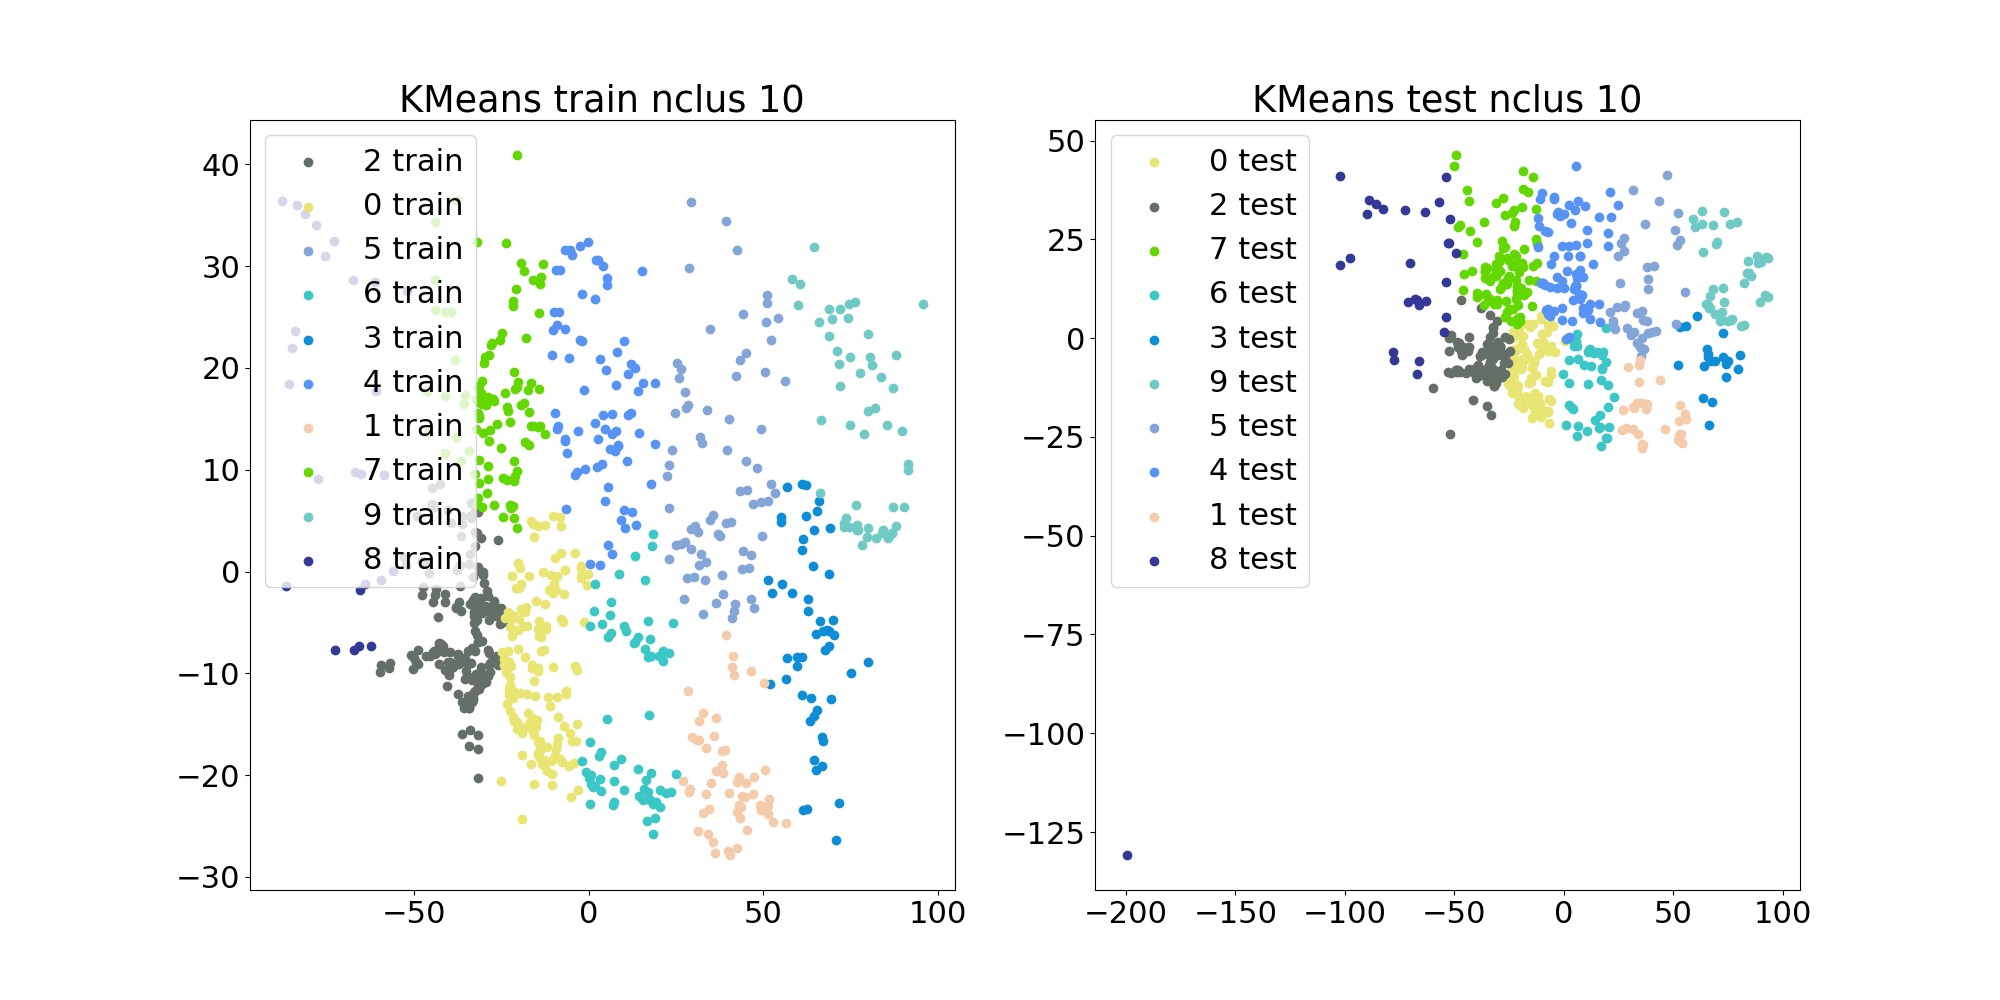 KMeans train nclus 10
40
30
20
10
0
−10
−20
−30
−50
0
50
100
2 train
0 train
5 train
6 train
3 train
4 train
1 train
7 train
9 train
8 train
KMeans test nclus 10
50
25
0
−25
−50
−75
−100
−125
−200
−150
−100
−50
0
50
100
0 test
2 test
7 test
6 test
3 test
9 test
5 test
4 test
1 test
8 test